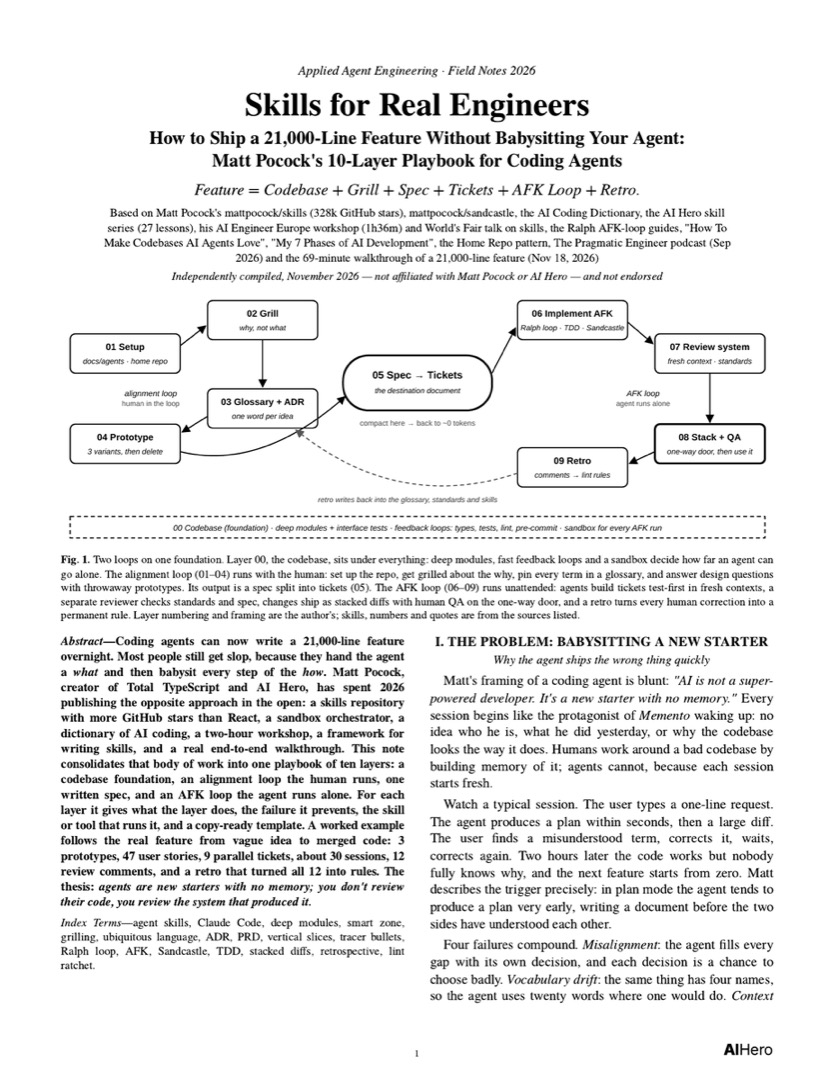 Applied Agent Engineering · Field Notes 2026
Skills for Real Engineers
How to Ship a 21,000-Line Feature Without Babysitting Your Agent:
Matt Pocock's 10-Layer Playbook for Coding Agents
Feature = Codebase + Grill + Spec + Tickets + AFK Loop + Retro.
Based on Matt Pocock's mattpocock/skills (328k GitHub stars), mattpocock/sandcastle, the AI Coding Dictionary, the AI Hero skill
series (27 lessons), his AI Engineer Europe workshop (1h36m) and World's Fair talk on skills, the Ralph AFK-loop guides, "How To
Make Codebases AI Agents Love", "My 7 Phases of AI Development", the Home Repo pattern, The Pragmatic Engineer podcast (Sep
2026) and the 69-minute walkthrough of a 21,000-line feature (Nov 18, 2026)
Independently compiled, November 2026 — not affiliated with Matt Pocock or AI Hero — and not endorsed
01 Setup
docs/agents · home repo
02 Grill
why, not what
alignment loop
human in the loop
03 Glossary + ADR
one word per idea
04 Prototype
3 variants, then delete
05 Spec → Tickets
the destination document
compact here → back to ~0 tokens
06 Implement AFK
Ralph loop · TDD · Sandcastle
07 Review system
fresh context · standards
AFK loop
agent runs alone
08 Stack + QA
one-way door, then use it
09 Retro
comments → lint rules
retro writes back into the glossary, standards and skills
00 Codebase (foundation) · deep modules + interface tests · feedback loops: types, tests, lint, pre-commit · sandbox for every AFK run
Fig. 1. Two loops on one foundation. Layer 00, the codebase, sits under everything: deep modules, fast feedback loops and a sandbox decide how far an agent can
go alone. The alignment loop (01–04) runs with the human: set up the repo, get grilled about the why, pin every term in a glossary, and answer design questions
with throwaway prototypes. Its output is a spec split into tickets (05). The AFK loop (06–09) runs unattended: agents build tickets test-first in fresh contexts, a
separate reviewer checks standards and spec, changes ship as stacked diffs with human QA on the one-way door, and a retro turns every human correction into a
permanent rule. Layer numbering and framing are the author's; skills, numbers and quotes are from the sources listed.
Abstract—Coding agents can now write a 21,000-line feature
overnight. Most people still get slop, because they hand the agent
a what and then babysit every step of the how. Matt Pocock,
creator of Total TypeScript and AI Hero, has spent 2026
publishing the opposite approach in the open: a skills repository
with more GitHub stars than React, a sandbox orchestrator, a
dictionary of AI coding, a two-hour workshop, a framework for
writing skills, and a real end-to-end walkthrough. This note
consolidates that body of work into one playbook of ten layers: a
codebase foundation, an alignment loop the human runs, one
written spec, and an AFK loop the agent runs alone. For each
layer it gives what the layer does, the failure it prevents, the skill
or tool that runs it, and a copy-ready template. A worked example
follows the real feature from vague idea to merged code: 3
prototypes, 47 user stories, 9 parallel tickets, about 30 sessions, 12
review comments, and a retro that turned all 12 into rules. The
thesis: agents are new starters with no memory; you don't review
their code, you review the system that produced it.
Index Terms—agent skills, Claude Code, deep modules, smart zone,
grilling, ubiquitous language, ADR, PRD, vertical slices, tracer bullets,
Ralph loop, AFK, Sandcastle, TDD, stacked diffs, retrospective, lint
ratchet.
I. THE PROBLEM: BABYSITTING A NEW STARTER
Why the agent ships the wrong thing quickly
Matt's framing of a coding agent is blunt: "AI is not a super-
powered developer. It's a new starter with no memory." Every
session begins like the protagonist of Memento waking up: no
idea who he is, what he did yesterday, or why the codebase
looks the way it does. Humans work around a bad codebase by
building memory of it; agents cannot, because each session
starts fresh.
Watch a typical session. The user types a one-line request.
The agent produces a plan within seconds, then a large diff.
The user finds a misunderstood term, corrects it, waits,
corrects again. Two hours later the code works but nobody
fully knows why, and the next feature starts from zero. Matt
describes the trigger precisely: in plan mode the agent tends to
produce a plan very early, writing a document before the two
sides have understood each other.
Four failures compound. Misalignment: the agent fills every
gap with its own decision, and each decision is a chance to
choose badly. Vocabulary drift: the same thing has four names,
so the agent uses twenty words where one would do. Context
1
AIHero